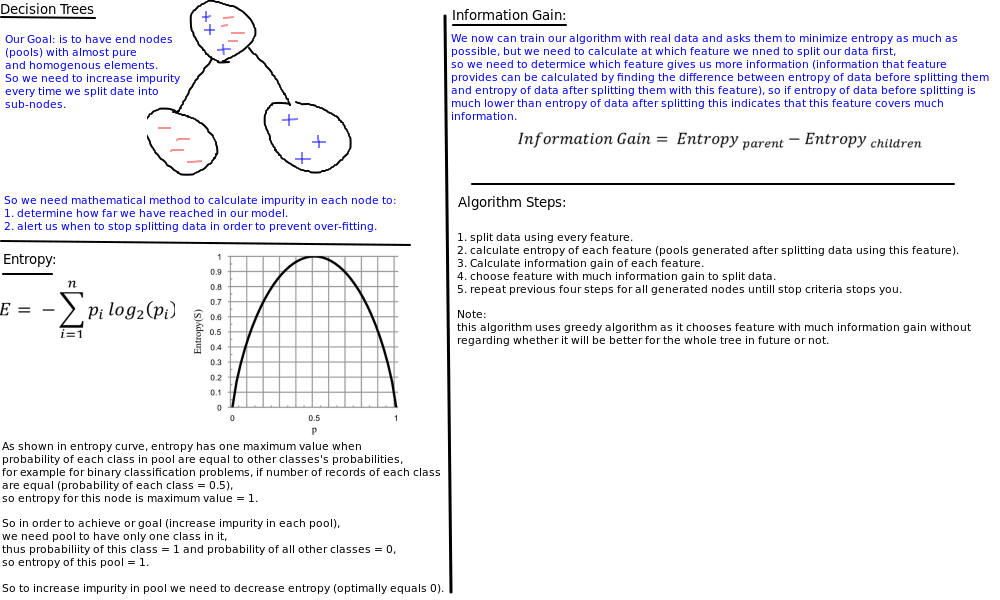 Decision Trees
Our Goal: is to have end nodes
(pools) with almost pure
and homogenous elements.
So we need to increase impurity
every time we split date into
sub-nodes.
So we need mathematical method to calculate impurity in each node to:
1. determine how far we have reached in our model.
2. alert us when to stop splitting data in order to prevent over-fitting.
Entropy:
E = − ∑ⁿᵢ₌₁ pᵢ log₂(pᵢ)
Entropy(S)
1
0.9
0.8
0.7
0.6
0.5
0.4
0.3
0.2
0.1
0
0 0.5 1
p
As shown in entropy curve, entropy has one maximum value when
probability of each class in pool are equal to other classes's probabilities,
for example for binary classification problems, if number of records of each class
are equal (probability of each class = 0.5),
so entropy for this node is maximum value = 1.
So in order to achieve or goal (increase impurity in each pool),
we need pool to have only one class in it,
thus probabiliity of this class = 1 and probability of all other classes = 0,
so entropy of this pool = 1.
So to increase impurity in pool we need to decrease entropy (optimally equals 0).
Information Gain:
We now can train our algorithm with real data and asks them to minimize entropy as much as
possible, but we need to calculate at which feature we nned to split our data first,
so we need to determice which feature gives us more information (information that feature
provides can be calculated by finding the difference between entropy of data before splitting them
and entropy of data after splitting them with this feature), so if entropy of data before splitting is
much lower than entropy of data after splitting this indicates that this feature covers much
information.
Information Gain = Entropy parent − Entropy children
Algorithm Steps:
1. split data using every feature.
2. calculate entropy of each feature (pools generated after splitting data using this feature).
3. Calculate information gain of each feature.
4. choose feature with much information gain to split data.
5. repeat previous four steps for all generated nodes untill stop criteria stops you.
Note:
this algorithm uses greedy algorithm as it chooses feature with much information gain without
regarding whether it will be better for the whole tree in future or not.